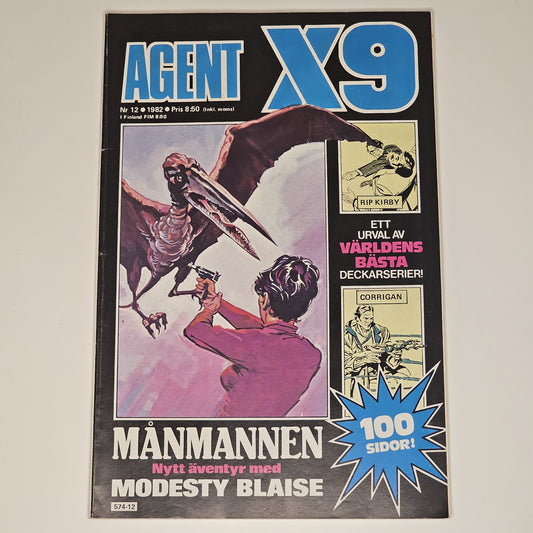 AGENT X9
Nr 12 • 1982 • Pris 8:50 (Inkl. moms)
I Finland FIM 8:50
RIP KIRBY
ETT
URVAL AV
VÄRLDENS
BÄSTA
DECKARSERIER!
CORRIGAN
100
SIDOR!
MÅNMANNEN
Nytt äventyr med
MODESTY BLAISE
574-12